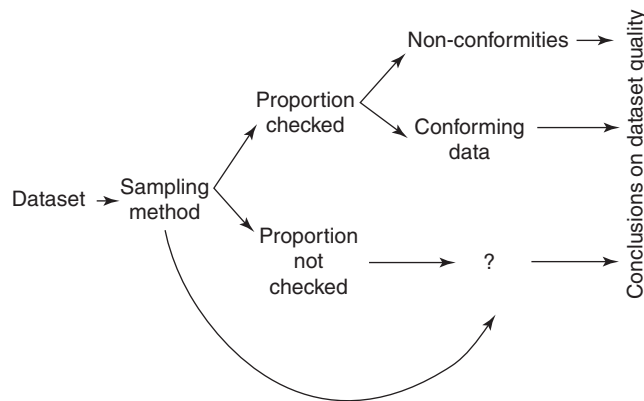 Non-conformities
Proportion
checked
Conforming
data
Dataset
Sampling
method
Proportion
not
checked
?
Conclusions on dataset quality